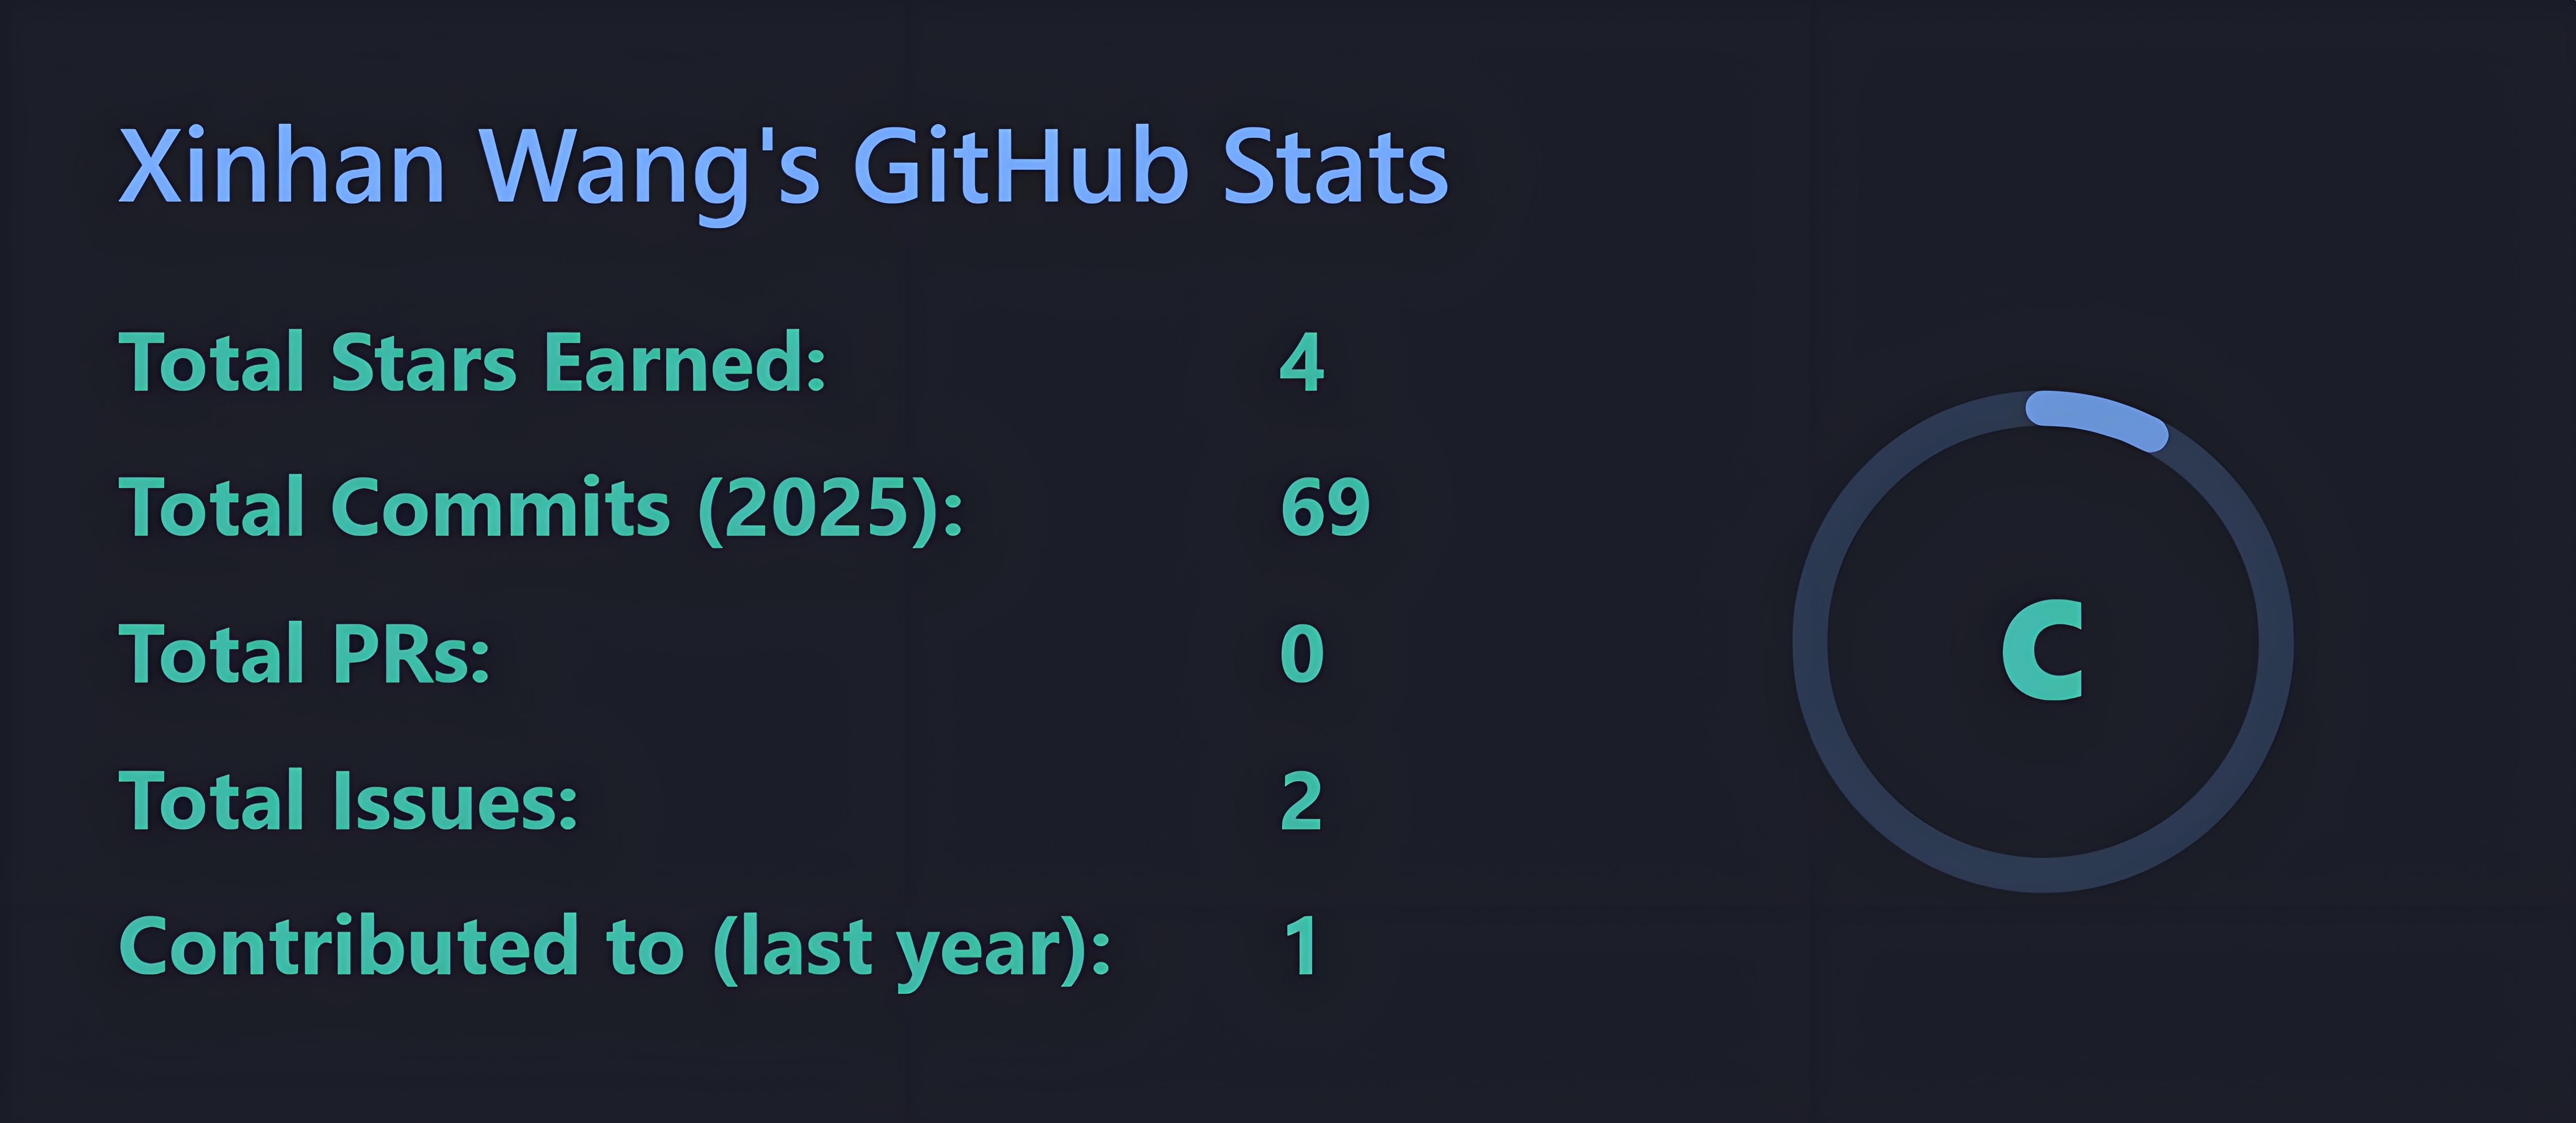 Xinhan Wang's GitHub Stats
Total Stars Earned: 4
Total Commits (2025): 69
Total PRs: 0
Total Issues: 2
Contributed to (last year): 1
C